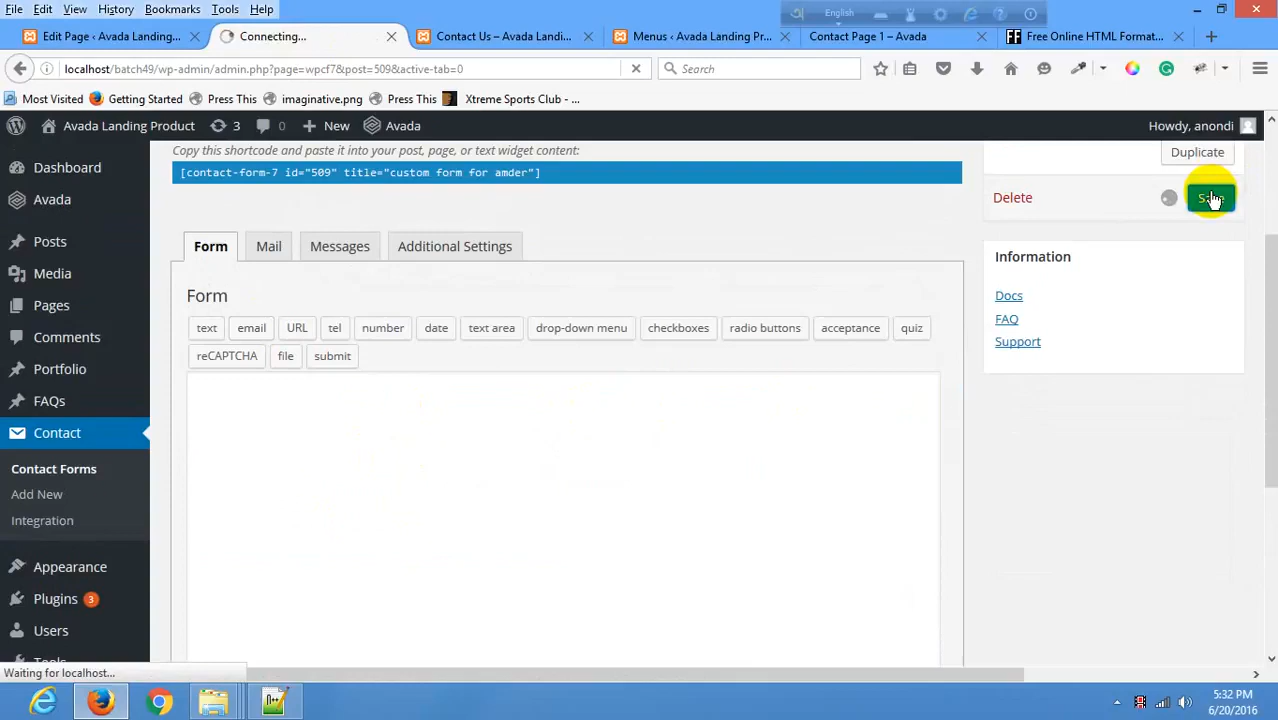 File Edit View History Bookmarks Tools Help
English
Edit Page ‹ Avada Landing...
Connecting...
Contact Us – Avada Landi...
Menus ‹ Avada Landing Pr...
Contact Page 1 – Avada
FF Free Online HTML Format...
localhost/batch49/wp-admin/admin.php?page=wpcf7&post=509&active-tab=0
Search
Most Visited Getting Started Press This imaginative.png Press This Xtreme Sports Club - ...
Avada Landing Product 3 0 New Avada Howdy, anondi
Copy this shortcode and paste it into your post, page, or text widget content:
[contact-form-7 id="509" title="custom form for amder"]
Duplicate
Delete
Dashboard
Avada
Posts
Media
Pages
Comments
Portfolio
FAQs
Contact
Contact Forms
Add New
Integration
Appearance
Plugins 3
Users
Form Mail Messages Additional Settings
Form
text email URL tel number date text area drop-down menu checkboxes radio buttons acceptance quiz
reCAPTCHA file submit
Information
Docs
FAQ
Support
Waiting for localhost...
5:32 PM
6/20/2016